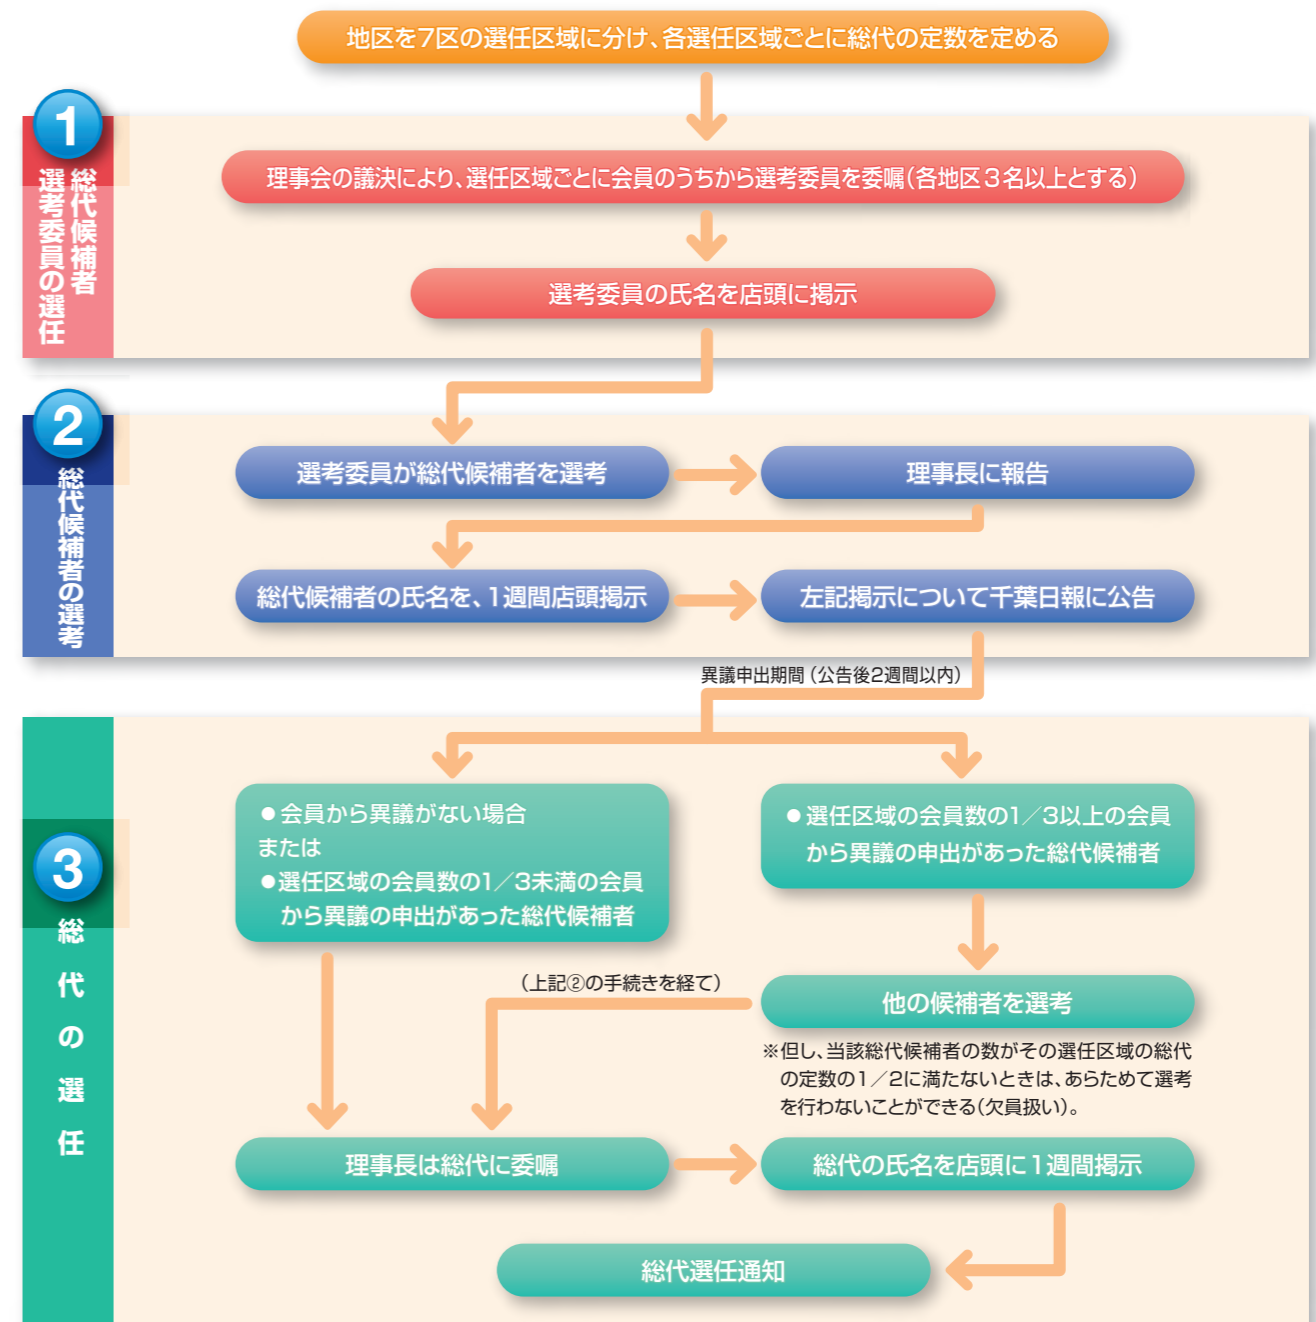 地区を7区の選任区域に分け、各選任区域ごとに総代の定数を定める
1
総代候補者
選考委員の選任
理事会の議決により、選任区域ごとに会員のうちから選考委員を委嘱(各地区3名以上とする)
選考委員の氏名を店頭に掲示
2
総代候補者の選考
選考委員が総代候補者を選考
理事長に報告
総代候補者の氏名を、1週間店頭掲示
左記掲示について千葉日報に公告
異議申出期間(公告後2週間以内)
3
総代の選任
●会員から異議がない場合
または
●選任区域の会員数の1/3未満の会員
から異議の申出があった総代候補者
●選任区域の会員数の1/3以上の会員
から異議の申出があった総代候補者
(上記②の手続きを経て)
他の候補者を選考
※但し、当該総代候補者の数がその選任区域の総代
の定数の1/2に満たないときは、あらためて選考
を行わないことができる(欠員扱い)。
理事長は総代に委嘱
総代の氏名を店頭に1週間掲示
総代選任通知